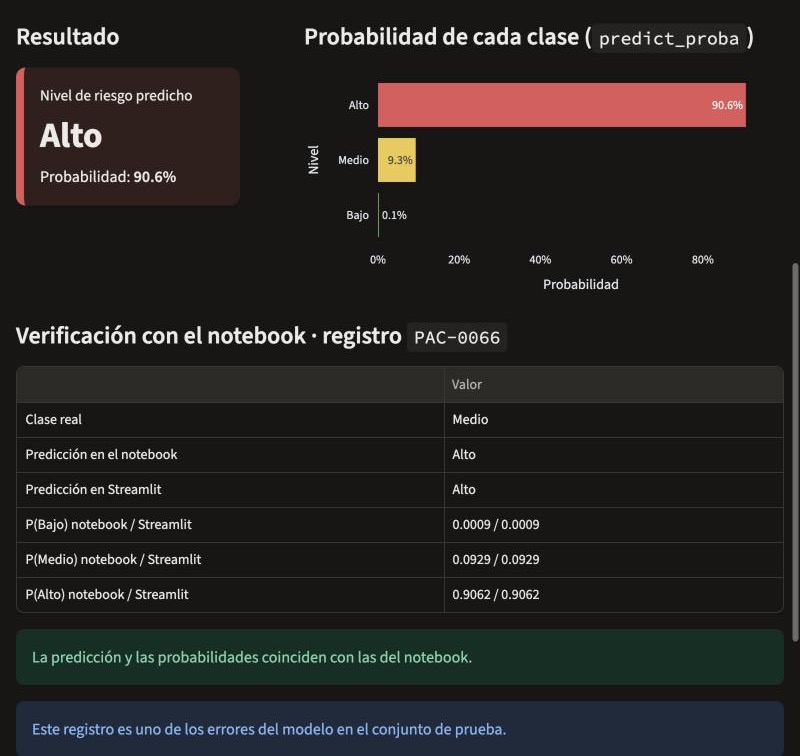 Resultado
Nivel de riesgo predicho
Alto
Probabilidad: 90.6%
Probabilidad de cada clase ( predict_proba )
Alto 90.6%
Nivel
Medio 9.3%
Bajo 0.1%
0% 20% 40% 60% 80%
Probabilidad
Verificación con el notebook · registro PAC-0066
Valor
Clase real Medio
Predicción en el notebook Alto
Predicción en Streamlit Alto
P(Bajo) notebook / Streamlit 0.0009 / 0.0009
P(Medio) notebook / Streamlit 0.0929 / 0.0929
P(Alto) notebook / Streamlit 0.9062 / 0.9062
La predicción y las probabilidades coinciden con las del notebook.
Este registro es uno de los errores del modelo en el conjunto de prueba.